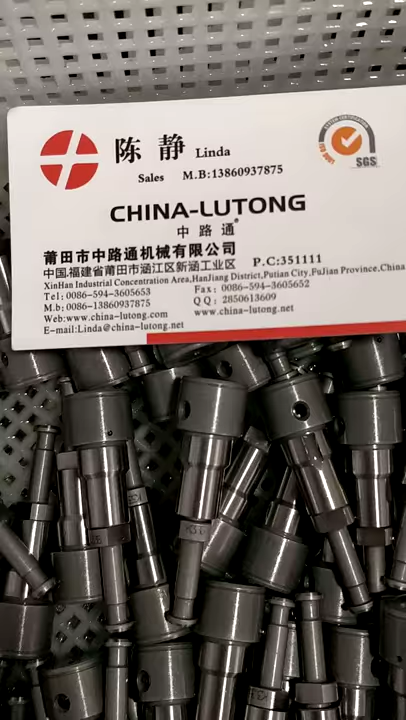 陈静 Linda
Sales M.B:13860937875
SGS
CHINA-LUTONG
中路通®
莆田市中路通机械有限公司
中国.福建省莆田市涵江区新涵工业区 P.C:351111
XinHan Industrial Concentration Area,HanJiang District,Putian City,FuJian Province,China
Tel: 0086-594-3605653 Fax: 0086-594-3605652
M.b: 0086-13860937875 QQ: 2850613609
Web:www.china-lutong.com www.china-lutong.net
E-mail:Linda@china-lutong.net